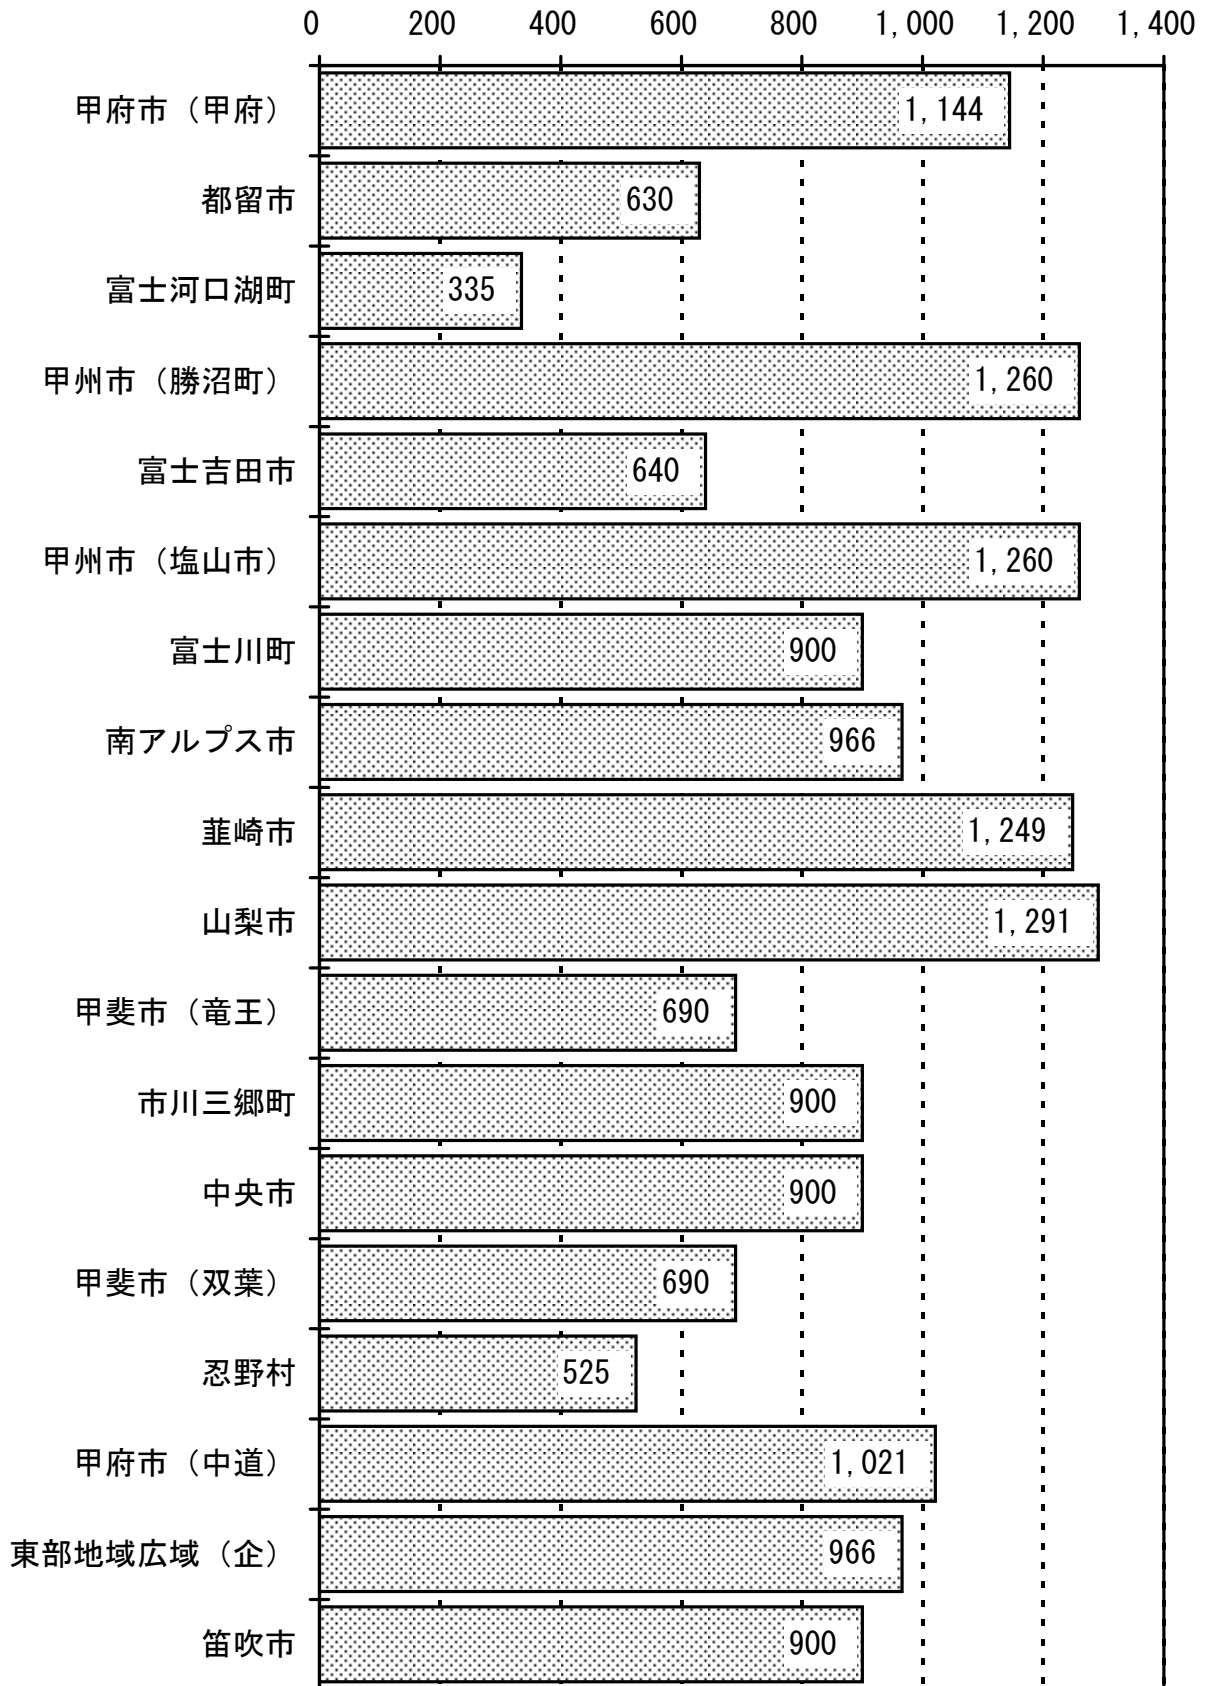 0 200 400 600 800 1,000 1,200 1,400
甲府市（甲府） 1,144
都留市 630
富士河口湖町 335
甲州市（勝沼町） 1,260
富士吉田市 640
甲州市（塩山市） 1,260
富士川町 900
南アルプス市 966
韮崎市 1,249
山梨市 1,291
甲斐市（竜王） 690
市川三郷町 900
中央市 900
甲斐市（双葉） 690
忍野村 525
甲府市（中道） 1,021
東部地域広域（企） 966
笛吹市 900